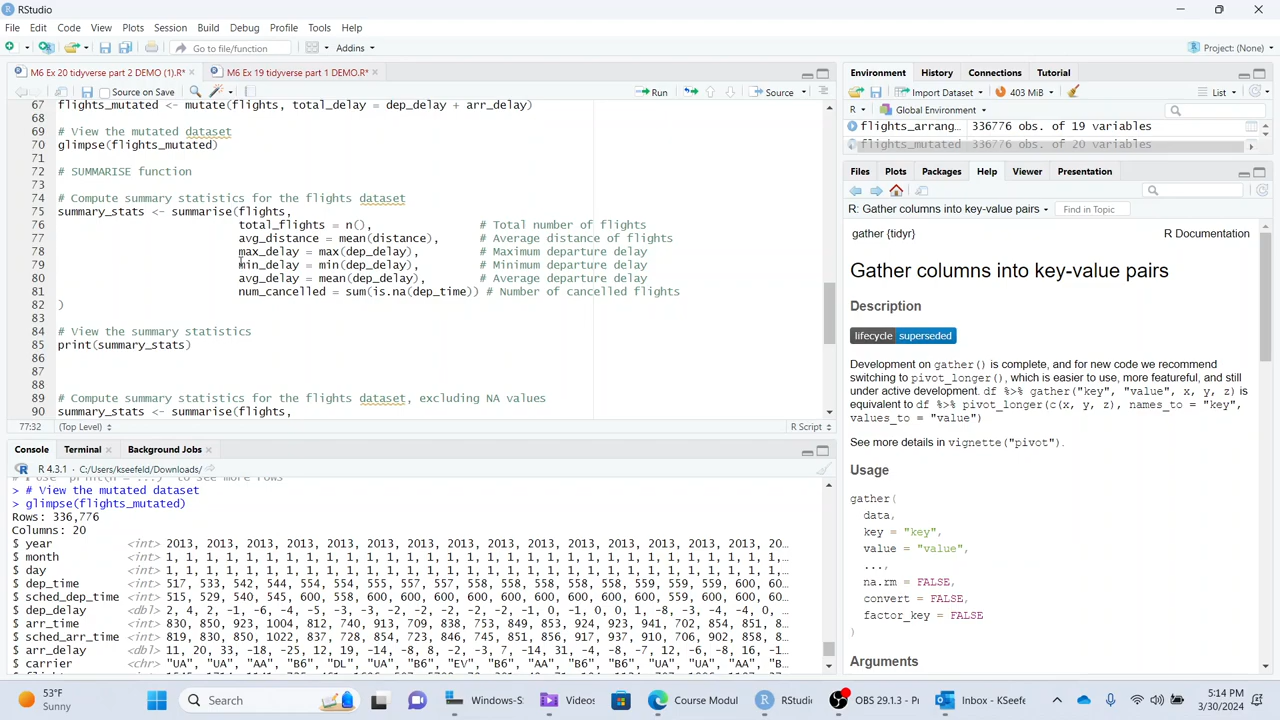 RStudio
File Edit Code View Plots Session Build Debug Profile Tools Help
Go to file/function Addins Project: (None)
M6 Ex 20 tidyverse part DEMO (1).R* M6 Ex 19 tidyverse part 1 DEMO.R*
Source on Save Run Source
67 flights_mutated <- mutate(flights, total_delay = dep_delay + arr_delay)
68
69 # View the mutated dataset
70 glimpse(flights_mutated)
71
72 # SUMMARISE function
73
74 # Compute summary statistics for the flights dataset
75 summary_stats <- summarise(flights,
76 total_flights = n(), # Total number of flights
77 avg_distance = mean(distance), # Average distance of flights
78 max_delay = max(dep_delay), # Maximum departure delay
79 min_delay = min(dep_delay), # Minimum departure delay
80 avg_delay = mean(dep_delay), # Average departure delay
81 num_cancelled = sum(is.na(dep_time)) # Number of cancelled flights
82 )
83
84 # View the summary statistics
85 print(summary_stats)
86
87
88
89 # Compute summary statistics for the flights dataset, excluding NA values
90 summary_stats <- summarise(flights,
77:32 (Top Level) R Script
Console Terminal Background Jobs
R 4.3.1 · C:/Users/kseefeld/Downloads/
> # View the mutated dataset
> glimpse(flights_mutated)
Rows: 336,776
Columns: 20
$ year <int> 2013, 2013, 2013, 2013, 2013, 2013, 2013, 2013, 2013, 2013, 2013, 2013, 2013, 2013, 2013, 20…
$ month <int> 1, 1, 1, 1, 1, 1, 1, 1, 1, 1, 1, 1, 1, 1, 1, 1, 1, 1, 1, 1, 1, 1, 1, 1, 1, 1, 1, 1, 1, 1, 1…
$ day <int> 1, 1, 1, 1, 1, 1, 1, 1, 1, 1, 1, 1, 1, 1, 1, 1, 1, 1, 1, 1, 1, 1, 1, 1, 1, 1, 1, 1, 1, 1, 1…
$ dep_time <int> 517, 533, 542, 544, 554, 554, 555, 557, 557, 558, 558, 558, 558, 558, 559, 559, 559, 600, 60…
$ sched_dep_time <int> 515, 529, 540, 545, 600, 558, 600, 600, 600, 600, 600, 600, 600, 600, 600, 559, 600, 600, 60…
$ dep_delay <dbl> 2, 4, 2, -1, -6, -4, -5, -3, -3, -2, -2, -2, -2, -2, -1, 0, -1, 0, 0, 1, -8, -3, -4, -4, 0, …
$ arr_time <int> 830, 850, 923, 1004, 812, 740, 913, 709, 838, 753, 849, 853, 924, 923, 941, 702, 854, 851, 8…
$ sched_arr_time <int> 819, 830, 850, 1022, 837, 728, 854, 723, 846, 745, 851, 856, 917, 937, 910, 706, 902, 858, 8…
$ arr_delay <dbl> 11, 20, 33, -18, -25, 12, 19, -14, -8, 8, -2, -3, 7, -14, 31, -4, -8, -7, 12, -6, -8, 16, -1…
$ carrier <chr> "UA", "UA", "AA", "B6", "DL", "UA", "B6", "EV", "B6", "AA", "B6", "B6", "UA", "UA", "AA", "B…
Environment History Connections Tutorial
Import Dataset 403 MiB List
R Global Environment
flights_arrang… 336776 obs. of 19 variables
flights_mutated 336776 obs. of 20 variables
Files Plots Packages Help Viewer Presentation
R: Gather columns into key-value pairs Find in Topic
gather {tidyr} R Documentation
Gather columns into key-value pairs
Description
lifecycle superseded
Development on gather() is complete, and for new code we recommend
switching to pivot_longer(), which is easier to use, more featureful, and still
under active development. df %>% gather("key", "value", x, y, z) is
equivalent to df %>% pivot_longer(c(x, y, z), names_to = "key",
values_to = "value")
See more details in vignette("pivot").
Usage
gather(
data,
key = "key",
value = "value",
...,
na.rm = FALSE,
convert = FALSE,
factor_key = FALSE
)
Arguments
53°F
Sunny
Search
Windows-S
Videos
Course Modul
RStudio
OBS 29.1.3 - Pr
Inbox - KSeefe
5:14 PM
3/30/2024